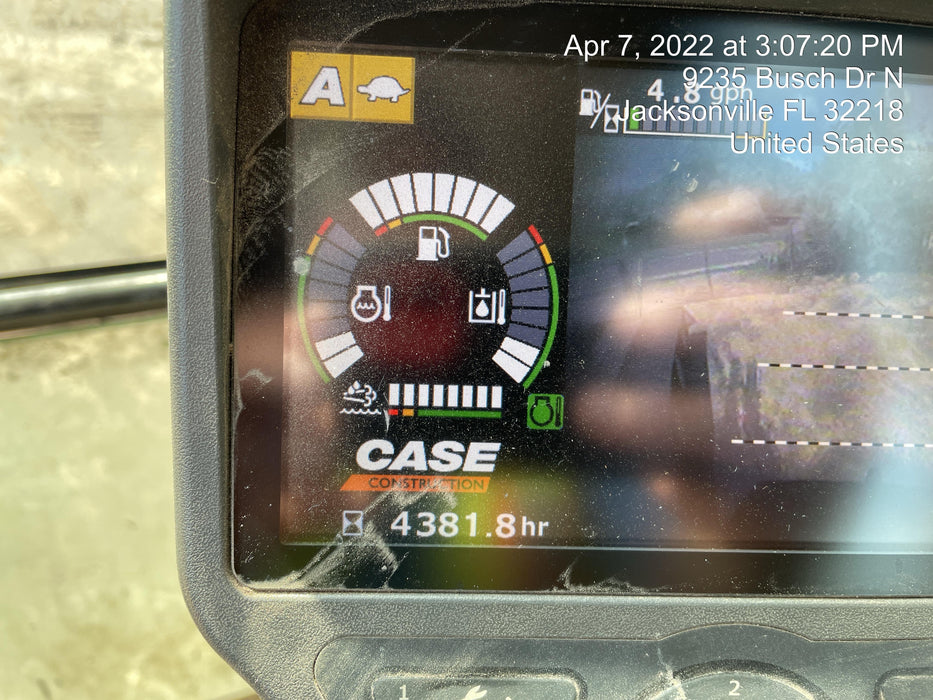 Apr 7, 2022 at 3:07:20 PM
9235 Busch Dr N
Jacksonville FL 32218
United States
A
4.8 gph
CASE
CONSTRUCTION
4381.8hr
1
2